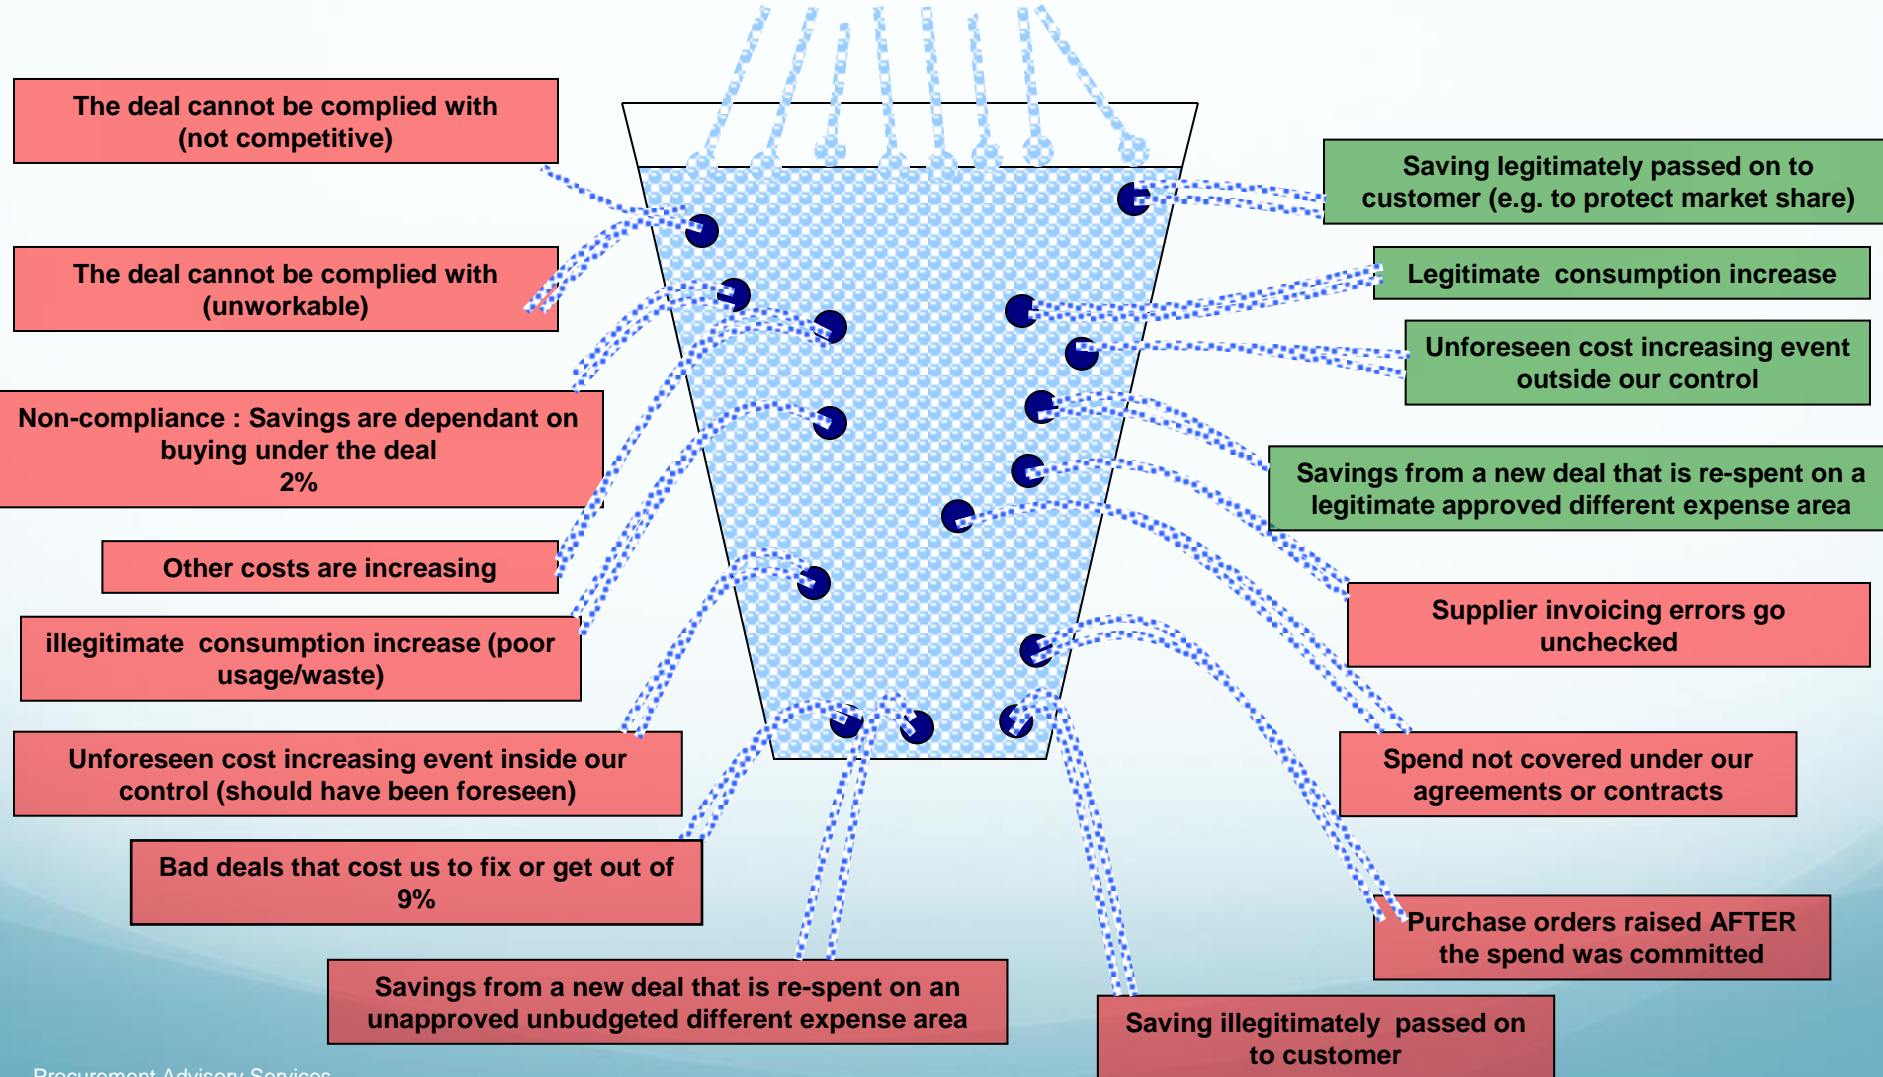 The deal cannot be complied with
(not competitive)
The deal cannot be complied with
(unworkable)
Non-compliance : Savings are dependant on
buying under the deal
2%
Other costs are increasing
illegitimate  consumption increase (poor
usage/waste)
Unforeseen cost increasing event inside our
control (should have been foreseen)
Bad deals that cost us to fix or get out of
9%
Savings from a new deal that is re-spent on an
unapproved unbudgeted different expense area
Saving legitimately passed on to
customer (e.g. to protect market share)
Legitimate  consumption increase
Unforeseen cost increasing event
outside our control
Savings from a new deal that is re-spent on a
legitimate approved different expense area
Supplier invoicing errors go
unchecked
Spend not covered under our
agreements or contracts
Purchase orders raised AFTER
the spend was committed
Saving illegitimately  passed on
to customer
Procurement Advisory Services